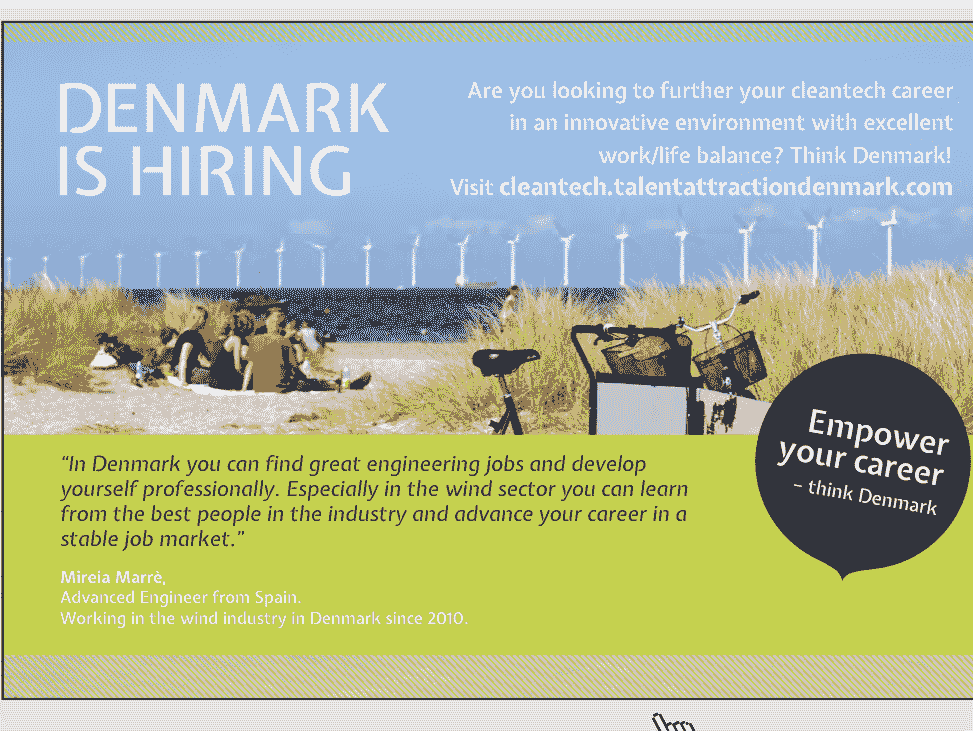 DENMARK
IS HIRING
Are you looking to further your cleantech career
in an innovative environment with excellent
work/life balance? Think Denmark!
Visit cleantech.talentattractiondenmark.com
Empower
your career
– think Denmark
“In Denmark you can find great engineering jobs and develop
yourself professionally. Especially in the wind sector you can learn
from the best people in the industry and advance your career in a
stable job market.”
Mireia Marrè,
Advanced Engineer from Spain.
Working in the wind industry in Denmark since 2010.